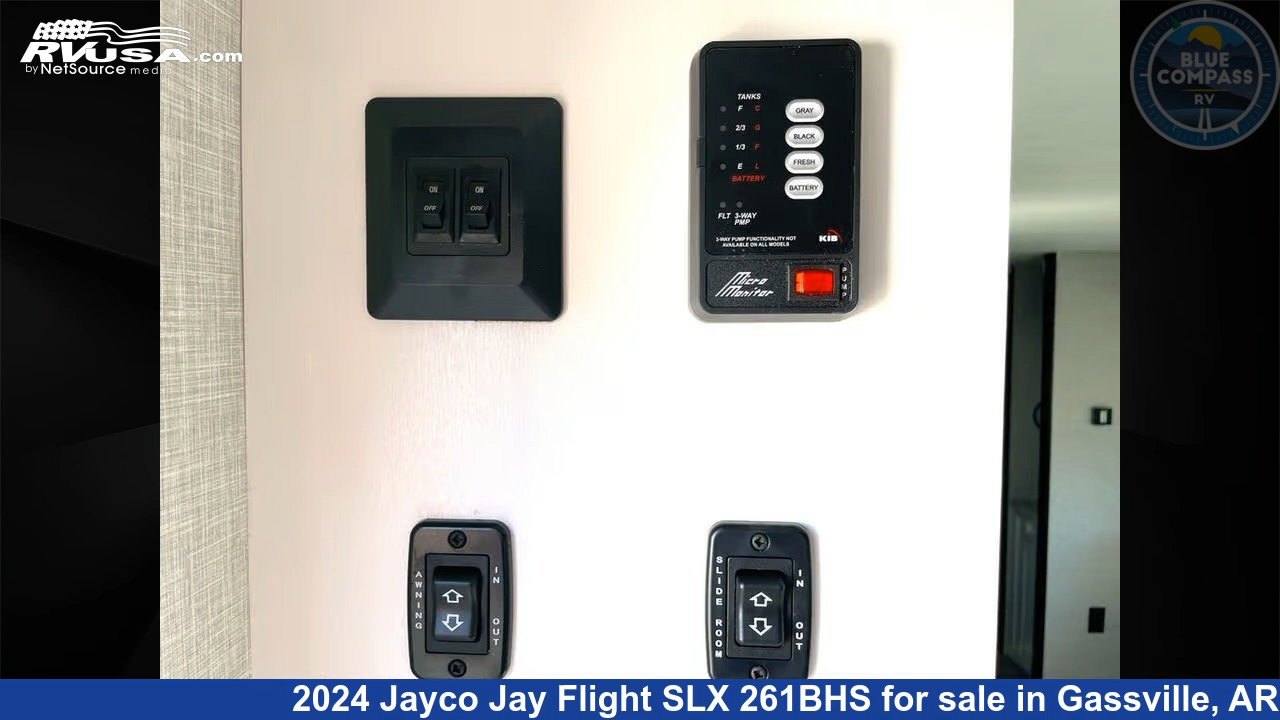 RVUSA.com
by NetSource media
BLUE
COMPASS
RV
ON ON
OFF OFF
TANKS
F C
2/3 G
1/3 F
E L
BATTERY
GRAY
BLACK
FRESH
BATTERY
FLT 3-WAY
PMP
3-WAY PUMP FUNCTIONALITY NOT
AVAILABLE ON ALL MODELS
KIB
Micro
Monitor
PUMP
AWNING
IN
OUT
SLIDE ROOM
IN
OUT
2024 Jayco Jay Flight SLX 261BHS for sale in Gassville, AR